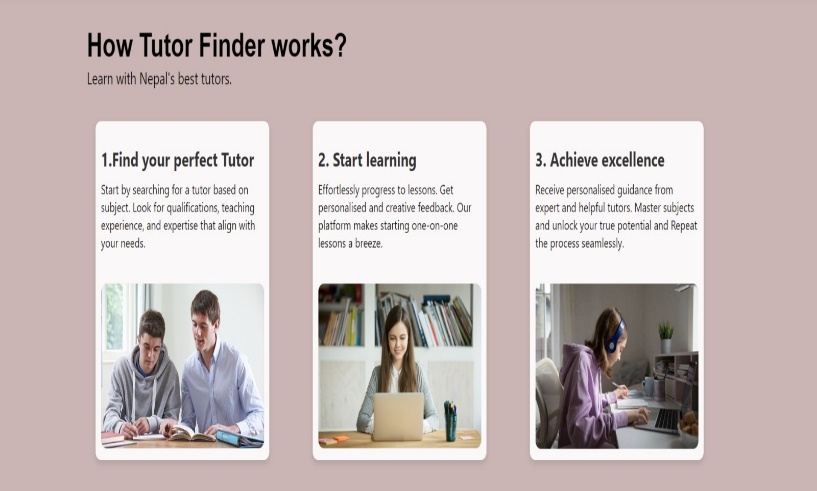 How Tutor Finder works?
Learn with Nepal's best tutors.
1.Find your perfect Tutor
Start by searching for a tutor based on
subject. Look for qualifications, teaching
experience, and expertise that align with
your needs.
2. Start learning
Effortlessly progress to lessons. Get
personalised and creative feedback. Our
platform makes starting one-on-one
lessons a breeze.
3. Achieve excellence
Receive personalised guidance from
expert and helpful tutors. Master subjects
and unlock your true potential and Repeat
the process seamlessly.